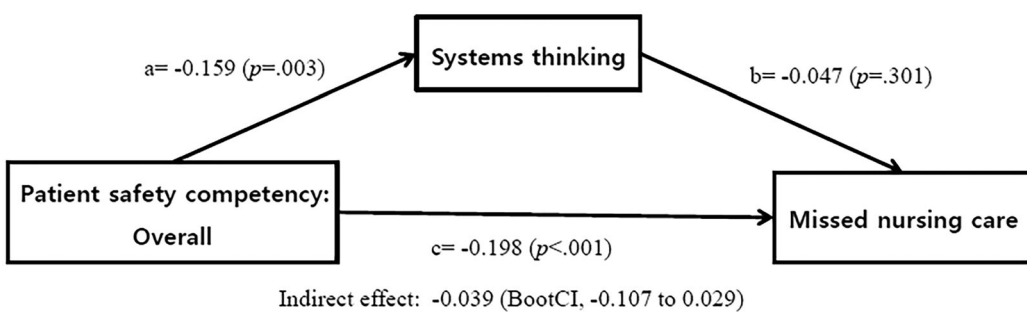 Systems thinking
a= -0.159 (p=.003)
b= -0.047 (p=.301)
Patient safety competency:
Overall
Missed nursing care
c= -0.198 (p<.001)
Indirect effect: -0.039 (BootCI, -0.107 to 0.029)